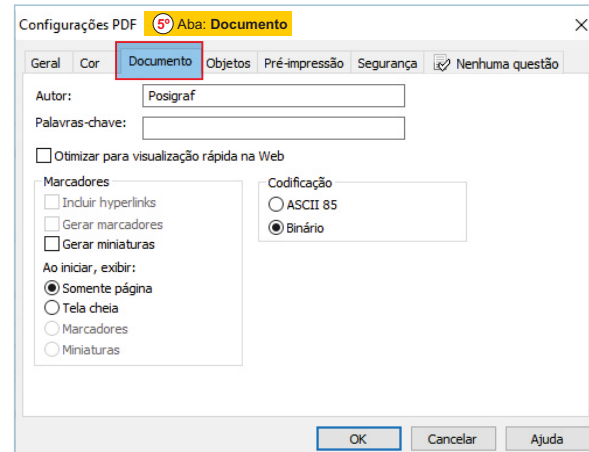 Configurações PDF 5º Aba: Documento
Geral Cor Documento Objetos Pré-impressão Segurança Nenhuma questão
Autor: Posigraf
Palavras-chave:
Otimizar para visualização rápida na Web
Marcadores
Incluir hyperlinks
Gerar marcadores
Gerar miniaturas
Ao iniciar, exibir:
Somente página
Tela cheia
Marcadores
Miniaturas
Codificação
ASCII 85
Binário
OK Cancelar Ajuda